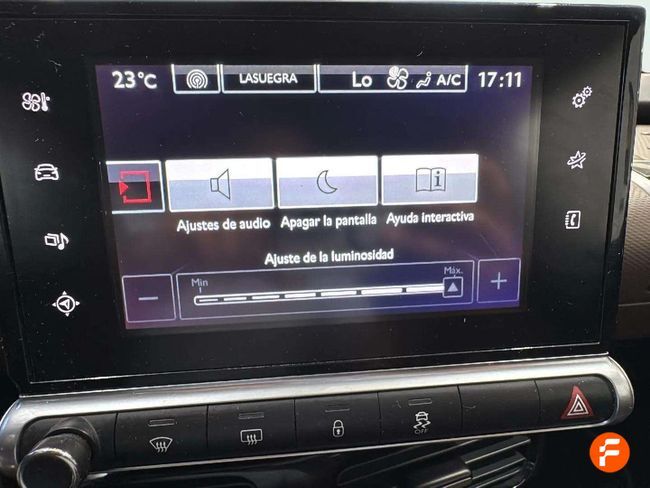 23°C LASUEGRA Lo A/C 17:11
Ajustes de audio Apagar la pantalla Ayuda interactiva
Ajuste de la luminosidad
Min Máx.
OFF